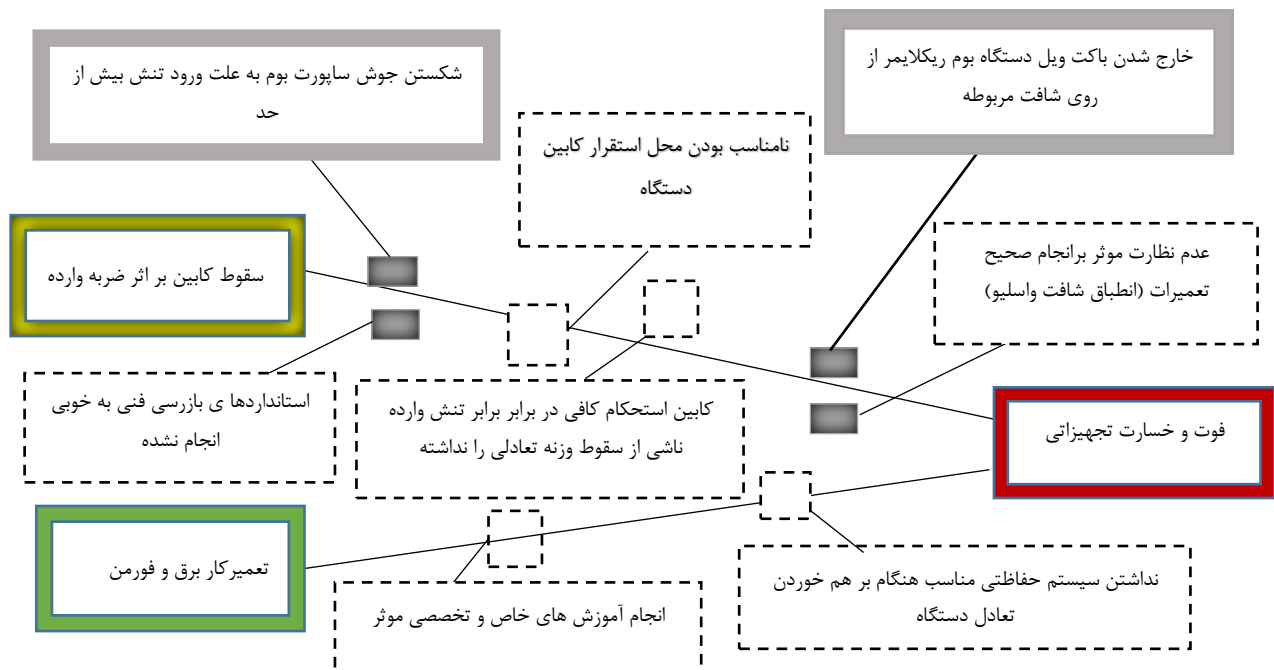 خارج شدن باکت ویل دستگاه بوم ریکلایمر از
روی شافت مربوطه
شکستن جوش ساپورت بوم به علت ورود تنش بیش از
حد
نامناسب بودن محل استقرار کابین
دستگاه
عدم نظارت موثر برانجام صحیح
تعمیرات (انطباق شافت واسلیو)
سقوط کابین بر اثر ضربه وارده
استانداردها ی بازرسی فنی به خوبی
انجام نشده
کابین استحکام کافی در برابر برابر تنش وارده
ناشی از سقوط وزنه تعادلی را نداشته
فوت و خسارت تجهیزاتی
تعمیرکار برق و فورمن
نداشتن سیستم حفاظتی مناسب هنگام بر هم خوردن
تعادل دستگاه
انجام آموزش های خاص و تخصصی موثر